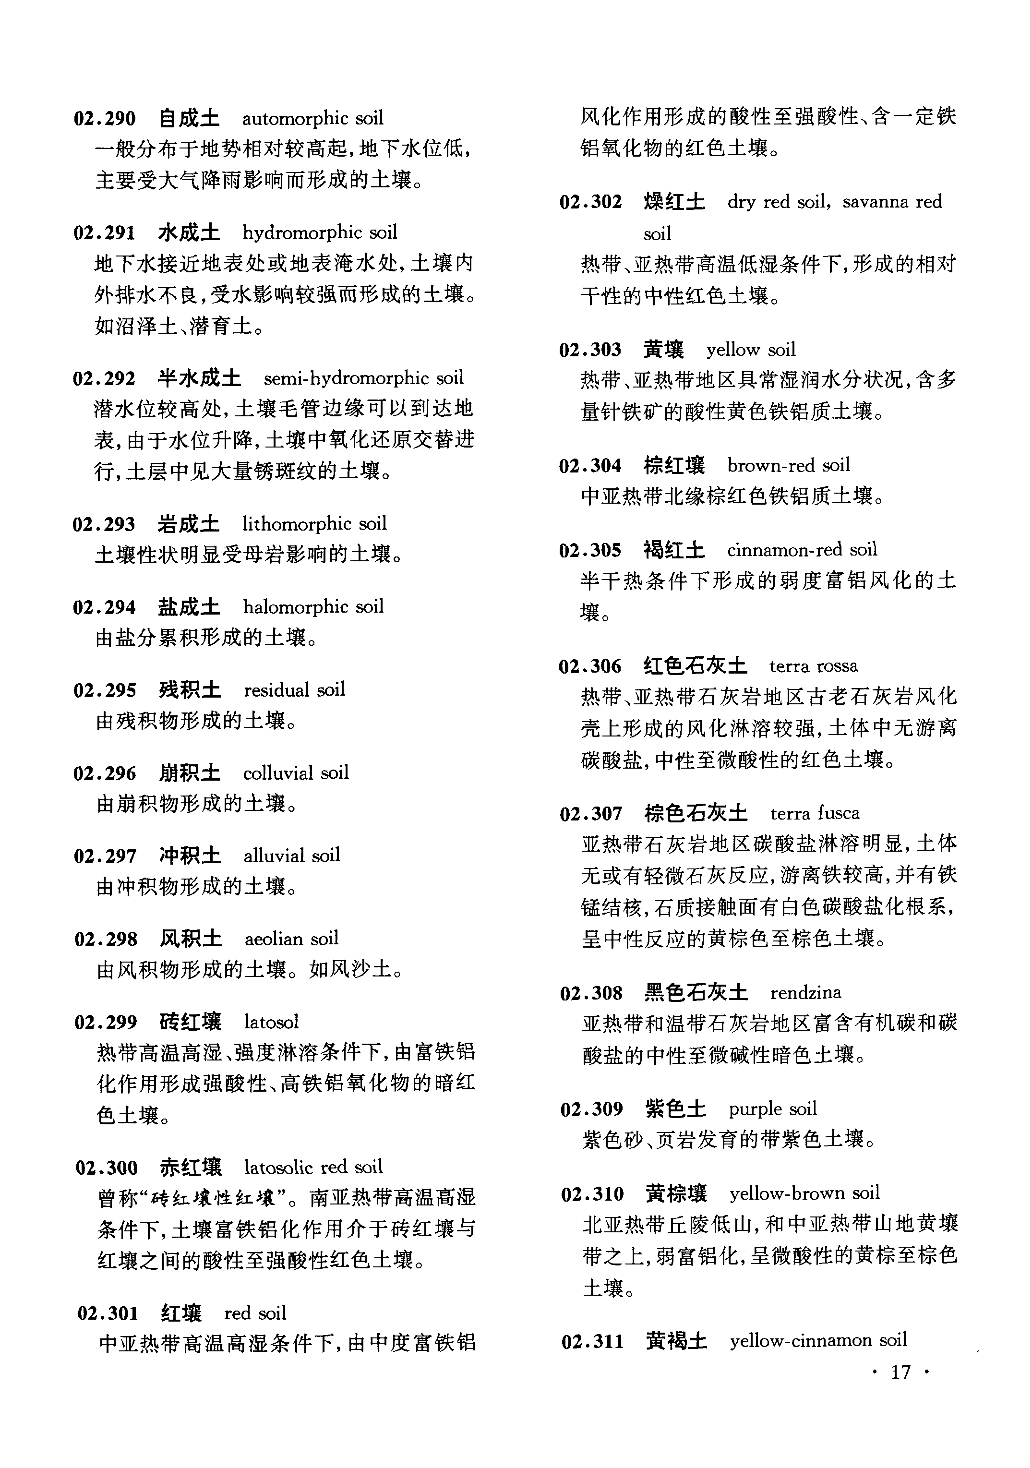 02.290 自成土 automorphic soil
一般分布于地势相对较高起,地下水位低,
主要受大气降雨影响而形成的土壤。
02.291 水成土 hydromorphic soil
地下水接近地表处或地表淹水处,土壤内
外排水不良,受水影响较强而形成的土壤。
如沼泽土、潜育土。
02.292 半水成土 semi-hydromorphic soil
潜水位较高处,土壤毛管边缘可以到达地
表,由于水位升降,土壤中氧化还原交替进
行,土层中见大量锈斑纹的土壤。
02.293 岩成土 lithomorphic soil
土壤性状明显受母岩影响的土壤。
02.294 盐成土 halomorphic soil
由盐分累积形成的土壤。
02.295 残积土 residual soil
由残积物形成的土壤。
02.296 崩积土 colluvial soil
由崩积物形成的土壤。
02.297 冲积土 alluvial soil
由冲积物形成的土壤。
02.298 风积土 aeolian soil
由风积物形成的土壤。如风沙土。
02.299 砖红壤 latosol
热带高温高湿、强度淋溶条件下,由富铁铝
化作用形成强酸性、高铁铝氧化物的暗红
色土壤。
02.300 赤红壤 latosolic red soil
曾称“砖红壤性红壤”。南亚热带高温高湿
条件下,土壤富铁铝化作用介于砖红壤与
红壤之间的酸性至强酸性红色土壤。
02.301 红壤 red soil
中亚热带高温高湿条件下,由中度富铁铝
风化作用形成的酸性至强酸性、含一定铁
铝氧化物的红色土壤。
02.302 燥红土 dry red soil, savanna red
soil
热带、亚热带高温低湿条件下,形成的相对
干性的中性红色土壤。
02.303 黄壤 yellow soil
热带、亚热带地区具常湿润水分状况,含多
量针铁矿的酸性黄色铁铝质土壤。
02.304 棕红壤 brown-red soil
中亚热带北缘棕红色铁铝质土壤。
02.305 褐红土 cinnamon-red soil
半干热条件下形成的弱度富铝风化的土
壤。
02.306 红色石灰土 terra rossa
热带、亚热带石灰岩地区古老石灰岩风化
壳上形成的风化淋溶较强,土体中无游离
碳酸盐,中性至微酸性的红色土壤。
02.307 棕色石灰土 terra fusca
亚热带石灰岩地区碳酸盐淋溶明显,土体
无或有轻微石灰反应,游离铁较高,并有铁
锰结核,石质接触面有白色碳酸盐化根系,
呈中性反应的黄棕色至棕色土壤。
02.308 黑色石灰土 rendzina
亚热带和温带石灰岩地区富含有机碳和碳
酸盐的中性至微碱性暗色土壤。
02.309 紫色土 purple soil
紫色砂、页岩发育的带紫色土壤。
02.310 黄棕壤 yellow-brown soil
北亚热带丘陵低山,和中亚热带山地黄壤
带之上,弱富铝化,呈微酸性的黄棕至棕色
土壤。
02.311 黄褐土 yellow-cinnamon soil
· 17 ·